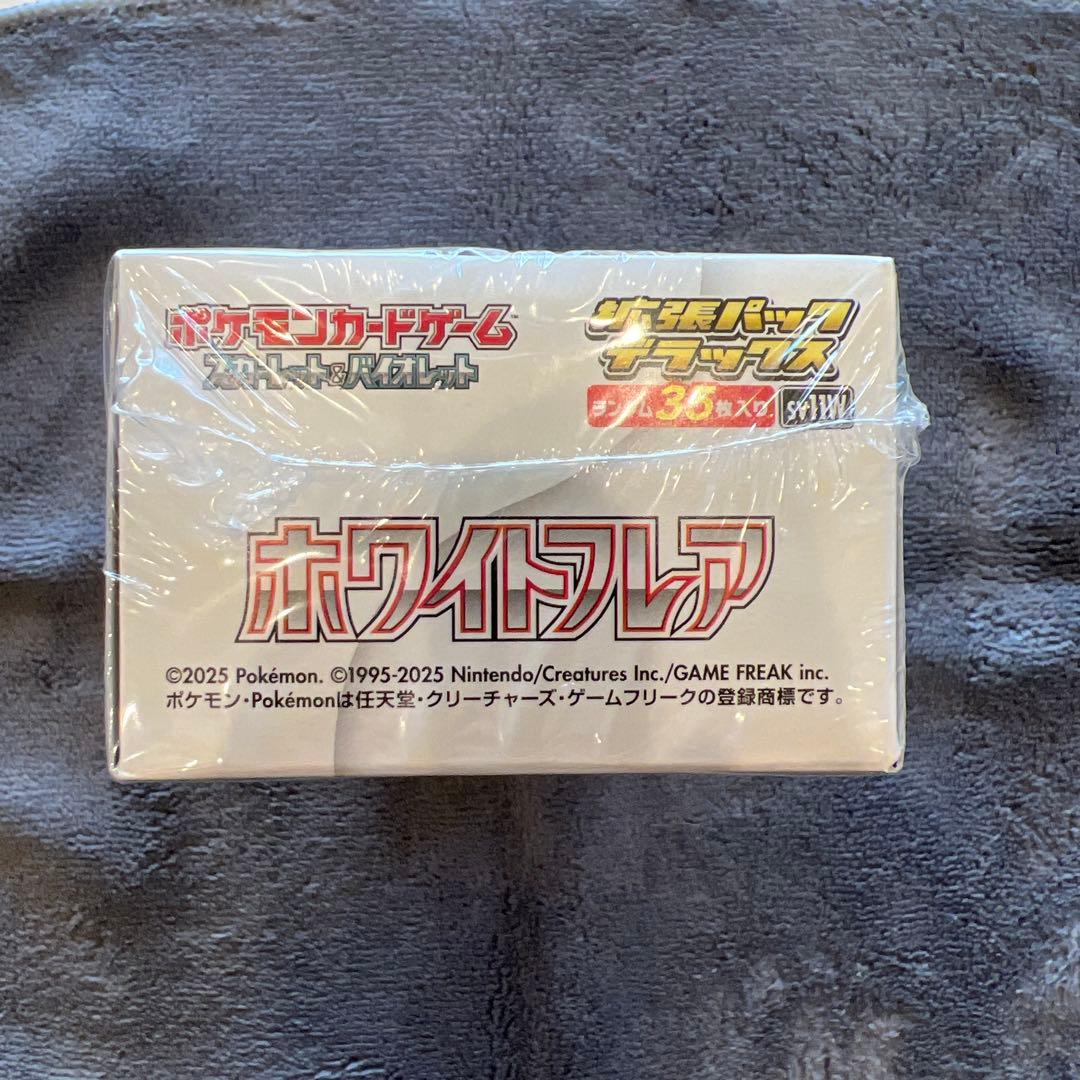 ポケモンカードゲーム™
スカーレット&バイオレット
拡張パック
デラックス
ランダム36枚入り sv11W
ホワイトフレア
©2025 Pokémon. ©1995-2025 Nintendo/Creatures Inc./GAME FREAK inc.
ポケモン・Pokémonは任天堂・クリーチャーズ・ゲームフリークの登録商標です。